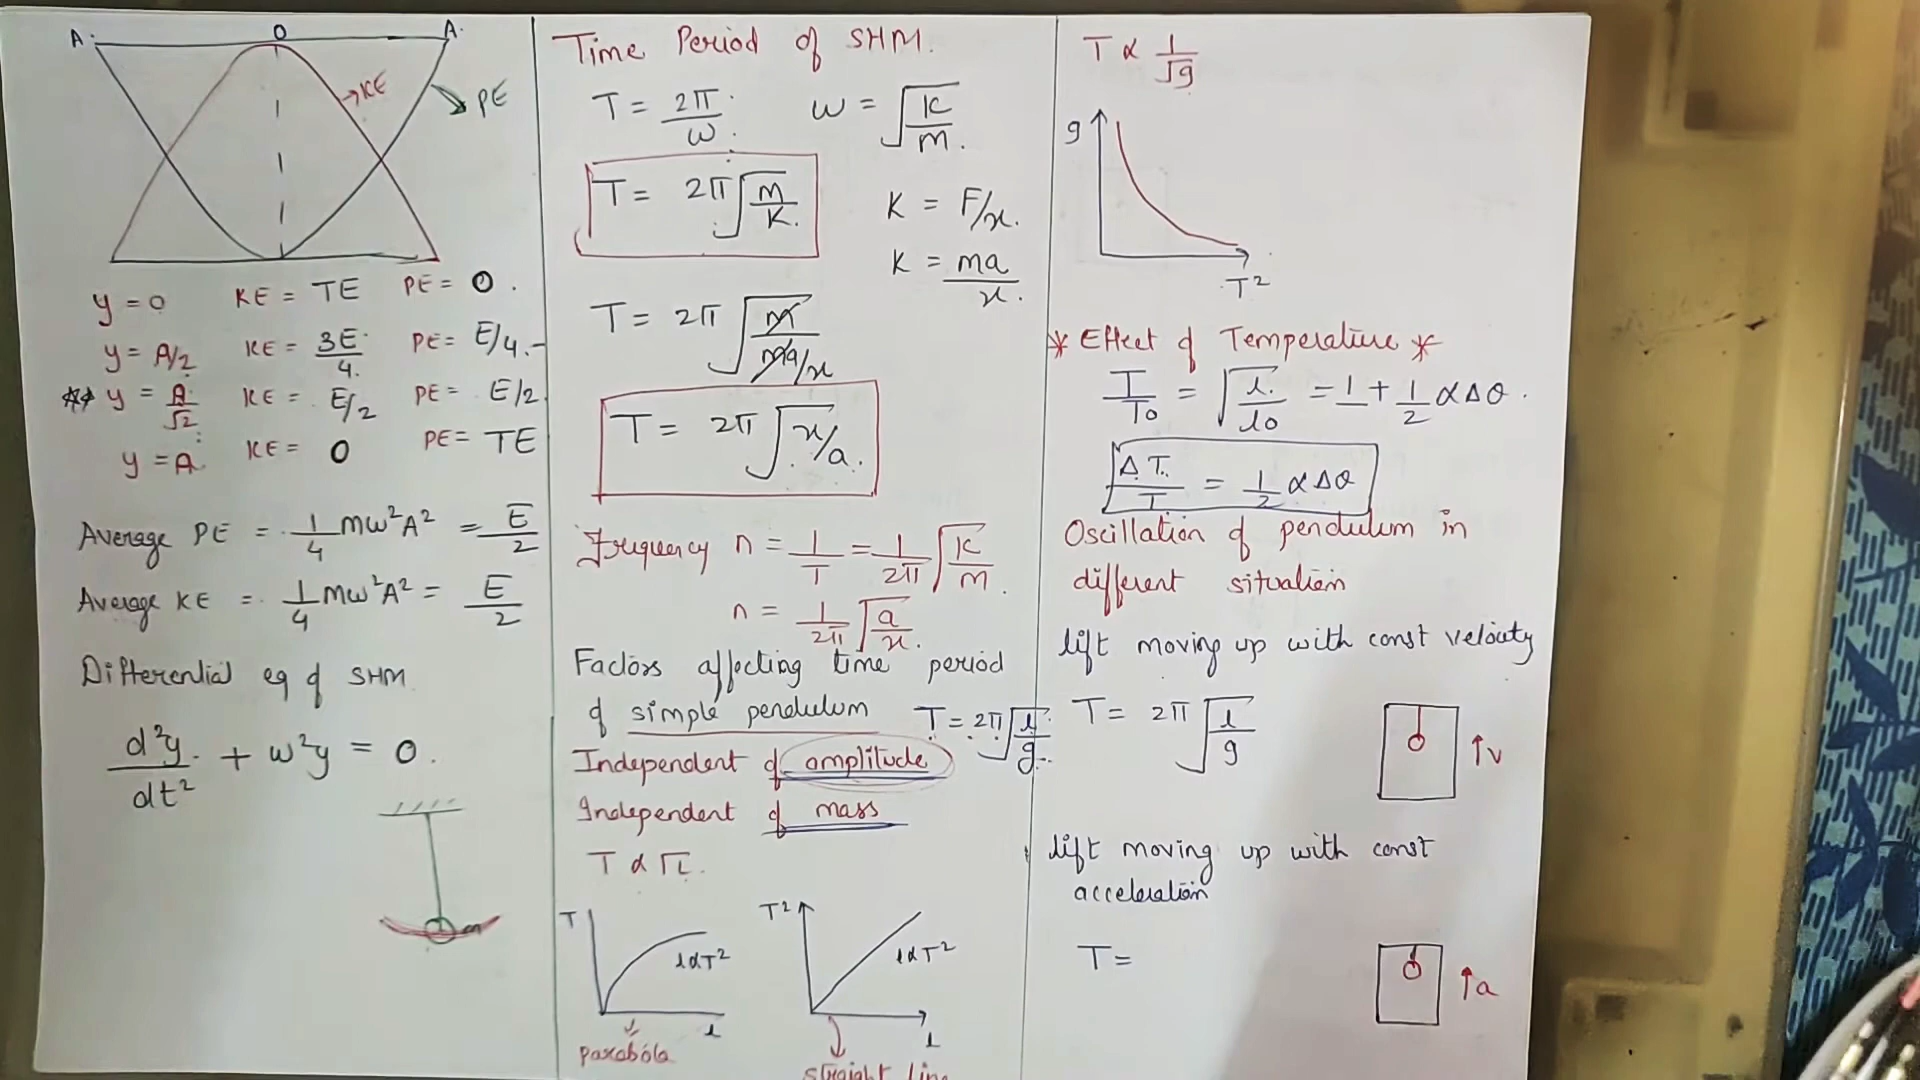 A. O A.
KE
PE
y = 0 KE = TE PE = 0.
y = A/2 KE = 3E/4. PE = E/4.
** y = A/√2 KE = E/2 PE = E/2
y = A. KE = 0 PE = TE
Average PE = 1/4 mω²A² = E/2
Average KE = 1/4 mω²A² = E/2
Differential eq of SHM
d²y/dt² + ω²y = 0.
m
Time Period of SHM.
T = 2π/ω. ω = √K/m.
T = 2π√m/K. K = F/x.
K = ma/x.
T = 2π√m/ma/x
T = 2π√x/a.
Frequency n = 1/T = 1/2π √K/m.
n = 1/2π √a/x.
Factors affecting time period
of simple pendulum T = 2π√l/g.
Independent of amplitude
Independent of mass
T ∝ √L.
T l∝T² l
parabola
T² l∝T² l
straight line
T ∝ 1/√g
g
T²
* Effect of Temperature *
T/To = √l/lo = 1 + 1/2 ∝Δθ.
ΔT/T = 1/2 ∝Δθ
Oscillation of pendulum in
different situation
lift moving up with const velocity
T = 2π√l/g ↑v
lift moving up with const
acceleration
T = ↑a